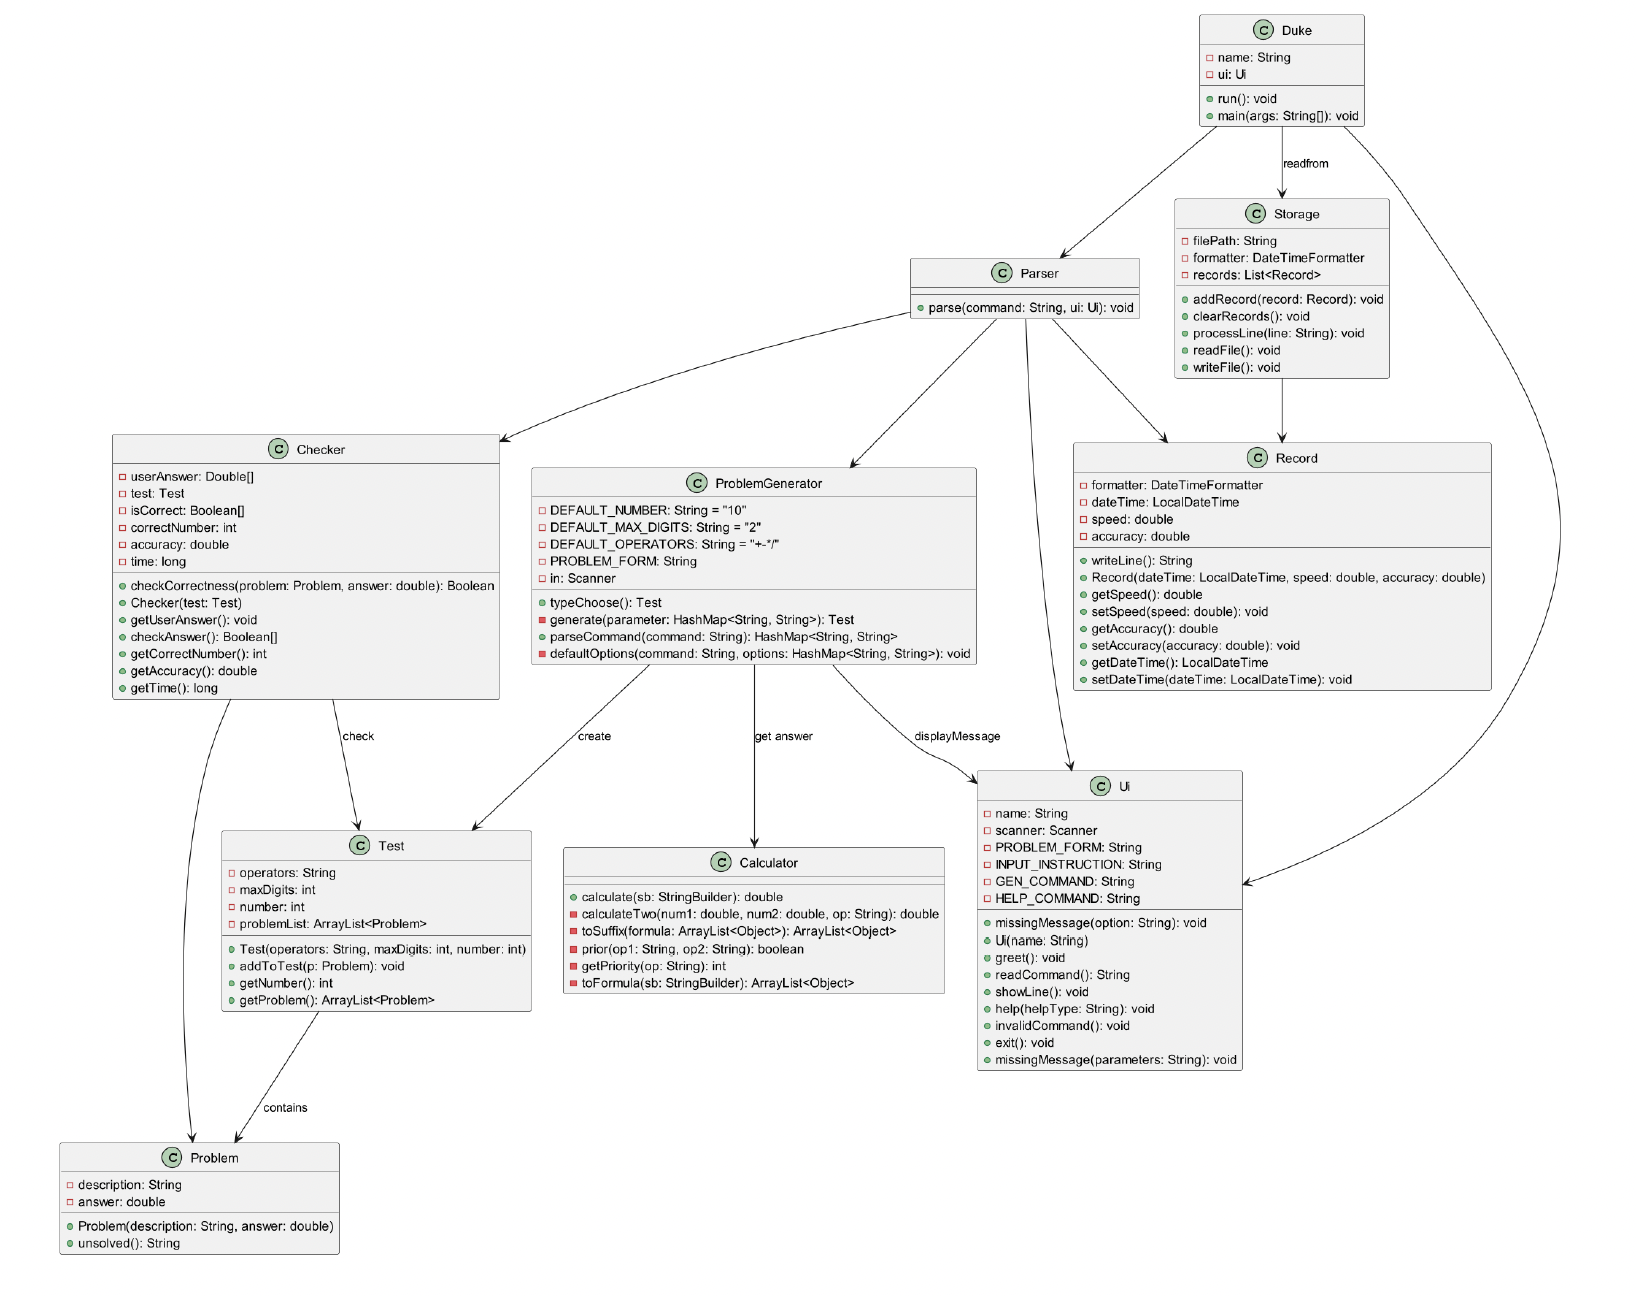 C Duke
name: String
ui: Ui
run(): void
main(args: String[]): void
readfrom
C Storage
filePath: String
formatter: DateTimeFormatter
records: List<Record>
addRecord(record: Record): void
clearRecords(): void
processLine(line: String): void
readFile(): void
writeFile(): void
C Parser
parse(command: String, ui: Ui): void
C Checker
userAnswer: Double[]
test: Test
isCorrect: Boolean[]
correctNumber: int
accuracy: double
time: long
checkCorrectness(problem: Problem, answer: double): Boolean
Checker(test: Test)
getUserAnswer(): void
checkAnswer(): Boolean[]
getCorrectNumber(): int
getAccuracy(): double
getTime(): long
C ProblemGenerator
DEFAULT_NUMBER: String = "10"
DEFAULT_MAX_DIGITS: String = "2"
DEFAULT_OPERATORS: String = "+-*/"
PROBLEM_FORM: String
in: Scanner
typeChoose(): Test
generate(parameter: HashMap<String, String>): Test
parseCommand(command: String): HashMap<String, String>
defaultOptions(command: String, options: HashMap<String, String>): void
C Record
formatter: DateTimeFormatter
dateTime: LocalDateTime
speed: double
accuracy: double
writeLine(): String
Record(dateTime: LocalDateTime, speed: double, accuracy: double)
getSpeed(): double
setSpeed(speed: double): void
getAccuracy(): double
setAccuracy(accuracy: double): void
getDateTime(): LocalDateTime
setDateTime(dateTime: LocalDateTime): void
check
create
get answer
displayMessage
C Test
operators: String
maxDigits: int
number: int
problemList: ArrayList<Problem>
Test(operators: String, maxDigits: int, number: int)
addToTest(p: Problem): void
getNumber(): int
getProblem(): ArrayList<Problem>
C Calculator
calculate(sb: StringBuilder): double
calculateTwo(num1: double, num2: double, op: String): double
toSuffix(formula: ArrayList<Object>): ArrayList<Object>
prior(op1: String, op2: String): boolean
getPriority(op: String): int
toFormula(sb: StringBuilder): ArrayList<Object>
C Ui
name: String
scanner: Scanner
PROBLEM_FORM: String
INPUT_INSTRUCTION: String
GEN_COMMAND: String
HELP_COMMAND: String
missingMessage(option: String): void
Ui(name: String)
greet(): void
readCommand(): String
showLine(): void
help(helpType: String): void
invalidCommand(): void
exit(): void
missingMessage(parameters: String): void
contains
C Problem
description: String
answer: double
Problem(description: String, answer: double)
unsolved(): String